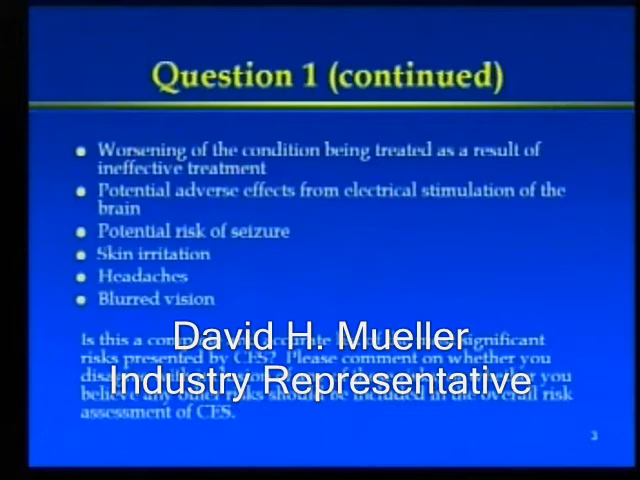 Question 1 (continued)
Worsening of the condition being treated as a result of
ineffective treatment
Potential adverse effects from electrical stimulation of the
brain
Potential risk of seizure
Skin irritation
Headaches
Blurred vision
David H. Mueller
Industry Representative
Is this a significant
risks presented by CES? Please comment on whether you
you
believe any other risks should be included in the overall risk
assessment of CES.
3